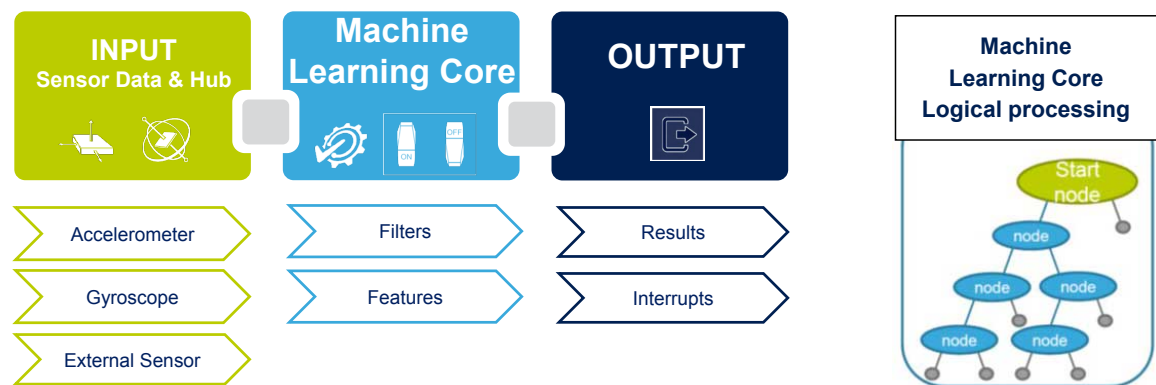 INPUT
Sensor Data & Hub
Machine
Learning Core
ON
OFF
OUTPUT
Accelerometer
Gyroscope
External Sensor
Filters
Features
Results
Interrupts
Machine
Learning Core
Logical processing
Start
node
node
node
node
node
node